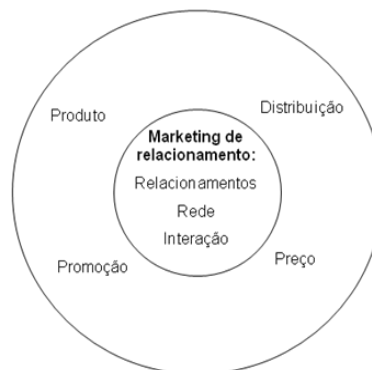 Produto
Distribuição
Marketing de
relacionamento:
Relacionamentos
Rede
Interação
Promoção
Preço